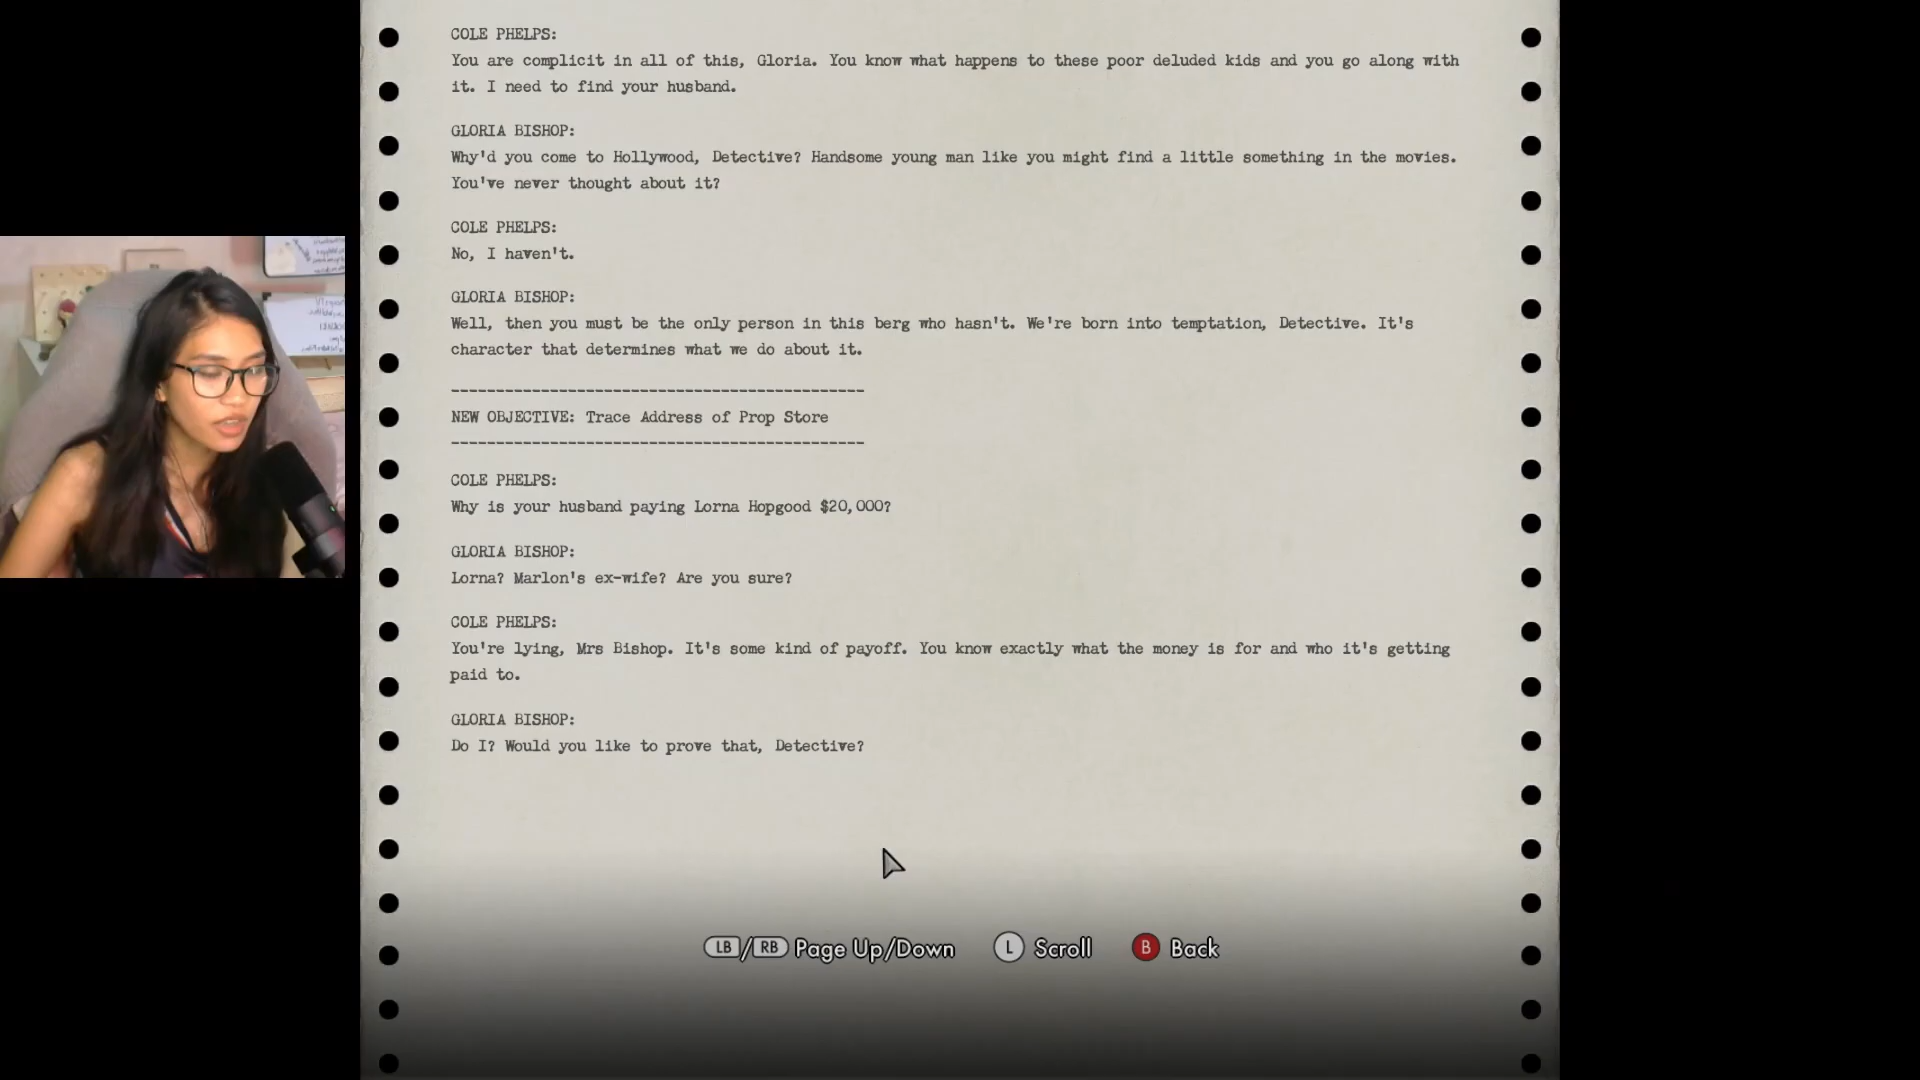 COLE PHELPS:
You are complicit in all of this, Gloria. You know what happens to these poor deluded kids and you go along with
it. I need to find your husband.
GLORIA BISHOP:
Why'd you come to Hollywood, Detective? Handsome young man like you might find a little something in the movies.
You've never thought about it?
COLE PHELPS:
No, I haven't.
GLORIA BISHOP:
Well, then you must be the only person in this berg who hasn't. We're born into temptation, Detective. It's
character that determines what we do about it.
----------------------------------------------
NEW OBJECTIVE: Trace Address of Prop Store
----------------------------------------------
COLE PHELPS:
Why is your husband paying Lorna Hopgood $20,000?
GLORIA BISHOP:
Lorna? Marlon's ex-wife? Are you sure?
COLE PHELPS:
You're lying, Mrs Bishop. It's some kind of payoff. You know exactly what the money is for and who it's getting
paid to.
GLORIA BISHOP:
Do I? Would you like to prove that, Detective?
LB/RB Page Up/Down L Scroll B Back